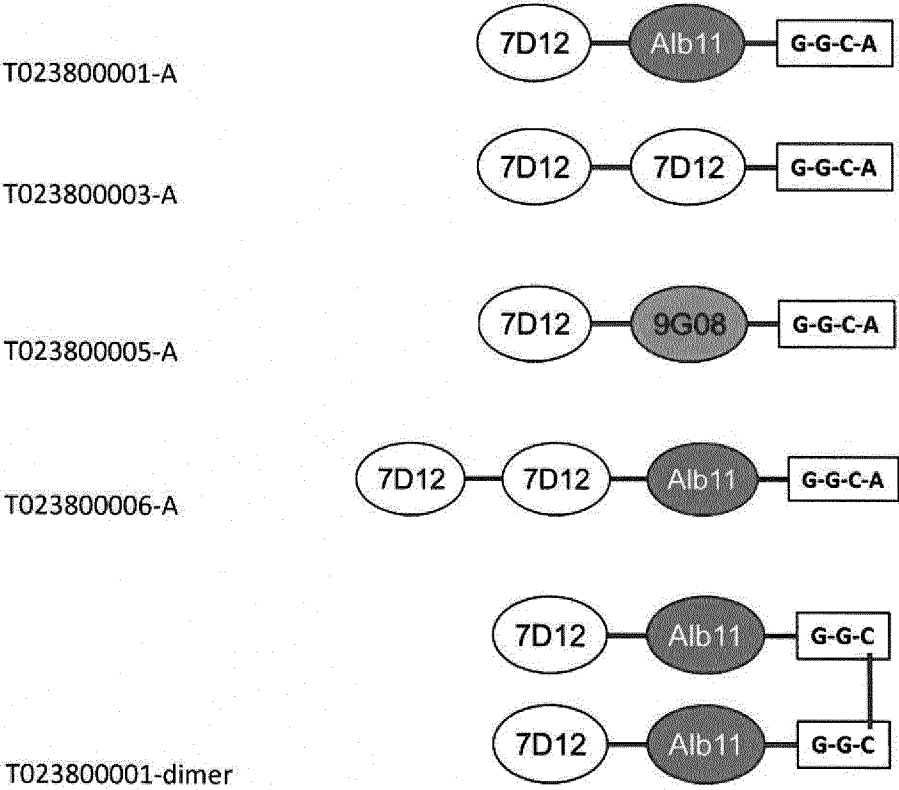 7D12 Alb11 G-G-C-A
T023800001-A
7D12 7D12 G-G-C-A
T023800003-A
7D12 9G08 G-G-C-A
T023800005-A
7D12 7D12 Alb11 G-G-C-A
T023800006-A
7D12 Alb11 G-G-C
7D12 Alb11 G-G-C
T023800001-dimer